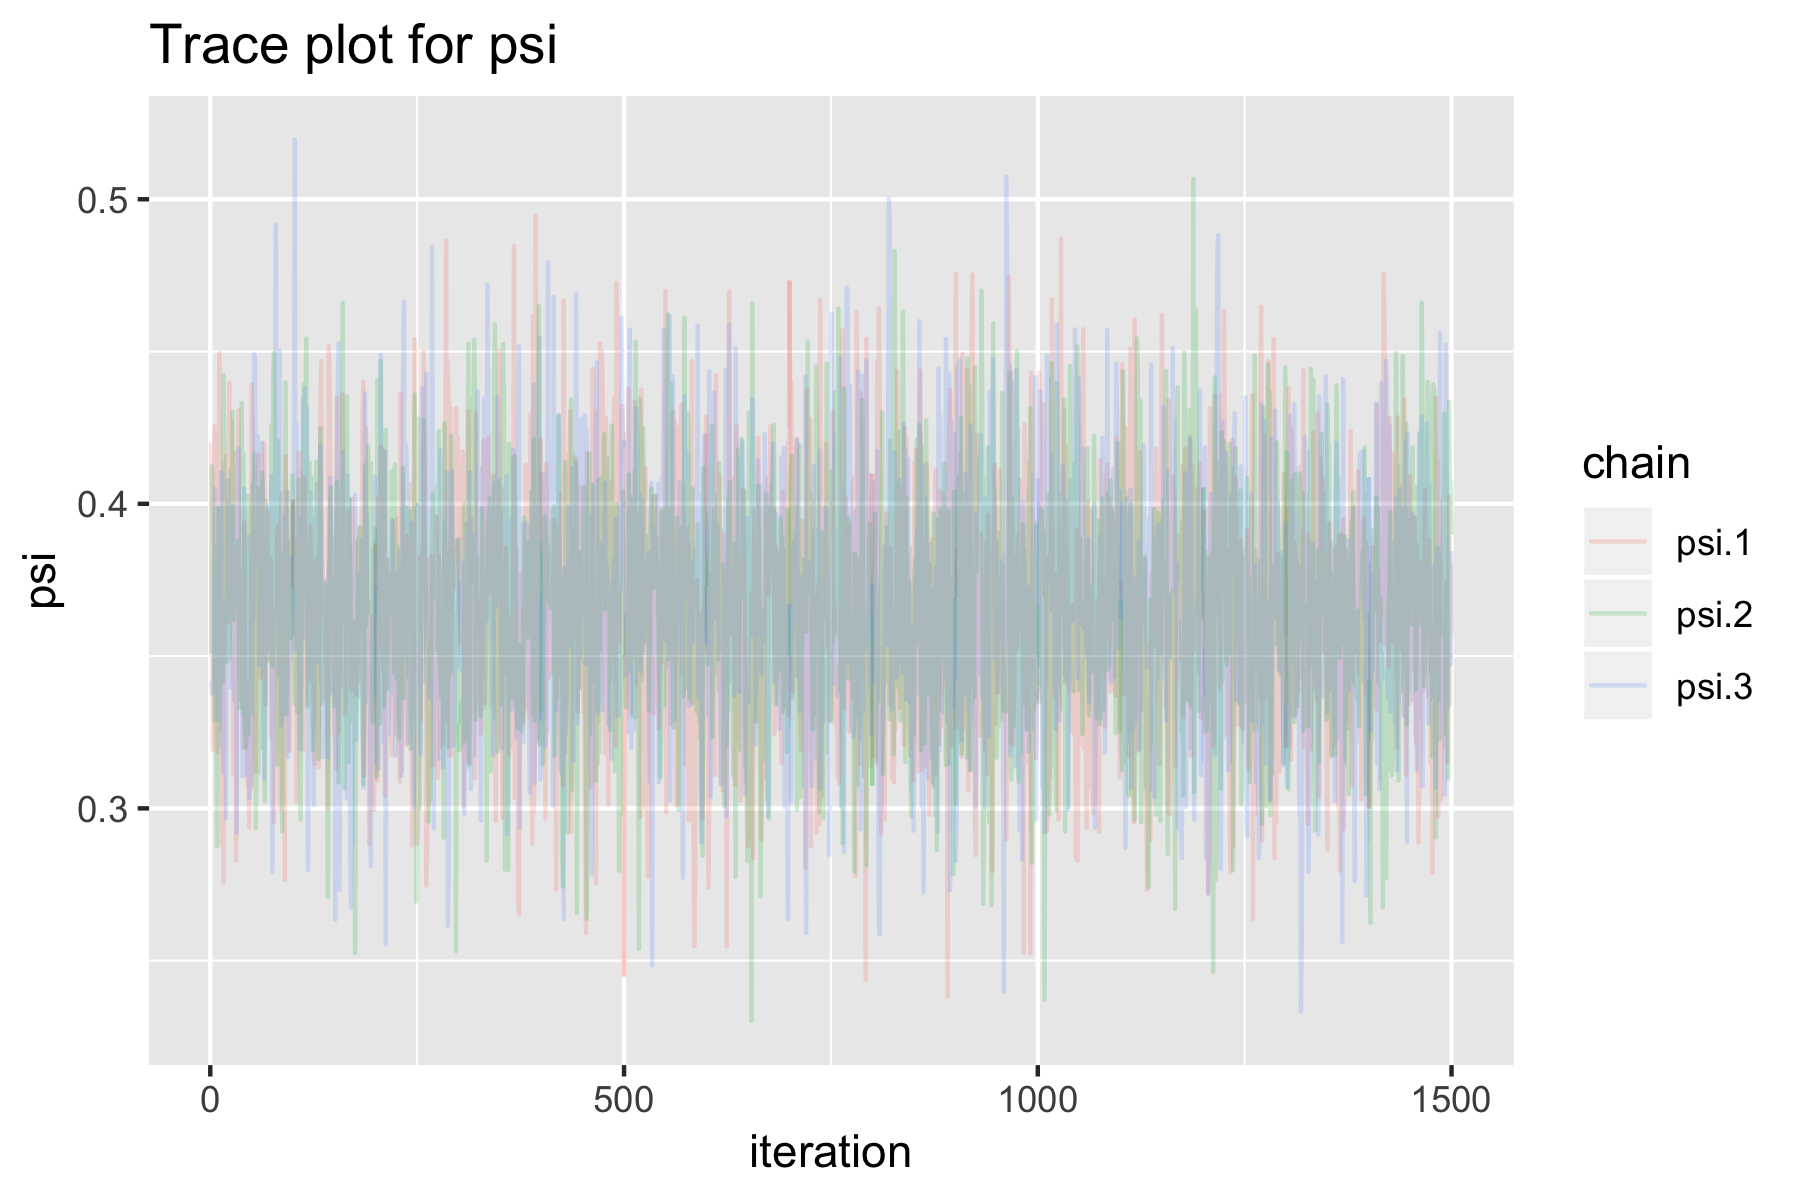 Trace plot for psi
0.5
0.4
0.3
psi
0
500
1000
1500
iteration
chain
psi.1
psi.2
psi.3